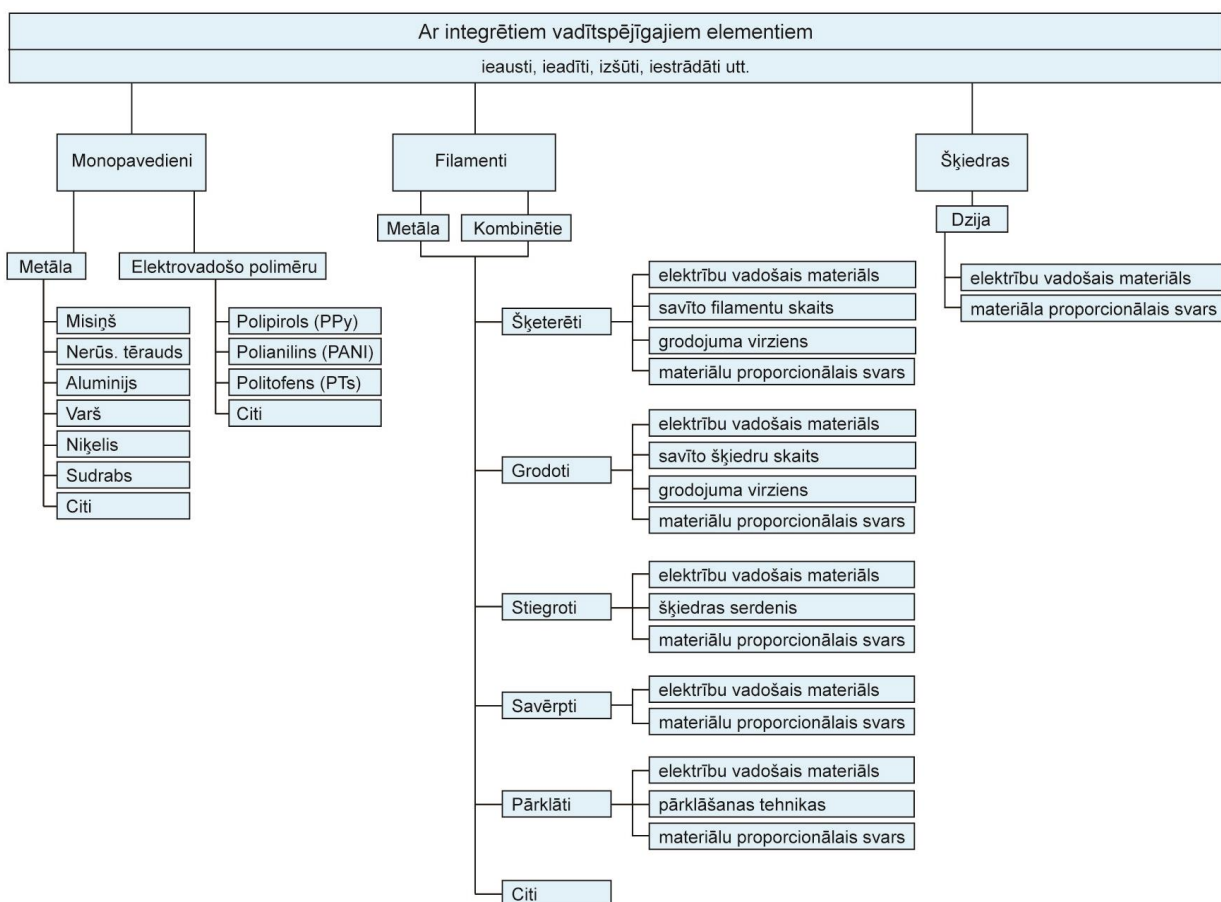 Ar integrētiem vadītspējīgajiem elementiem
ieausti, ieadīti, izšūti, iestrādāti utt.
Monopavedieni
Metāla
Misiņš
Nerūs. tērauds
Aluminijs
Varš
Niķelis
Sudrabs
Citi
Elektrovadošo polimēru
Polipirols (PPy)
Polianilins (PANI)
Politofens (PTs)
Citi
Filamenti
Metāla
Kombinētie
Šķeterēti
elektrību vadošais materiāls
savīto filamentu skaits
grodojuma virziens
materiālu proporcionālais svars
Grodoti
elektrību vadošais materiāls
savīto šķiedru skaits
grodojuma virziens
materiālu proporcionālais svars
Stiegroti
elektrību vadošais materiāls
šķiedras serdenis
materiālu proporcionālais svars
Savērpti
elektrību vadošais materiāls
materiālu proporcionālais svars
Pārklāti
elektrību vadošais materiāls
pārklāšanas tehnikas
materiālu proporcionālais svars
Citi
Šķiedras
Dzija
elektrību vadošais materiāls
materiāla proporcionālais svars